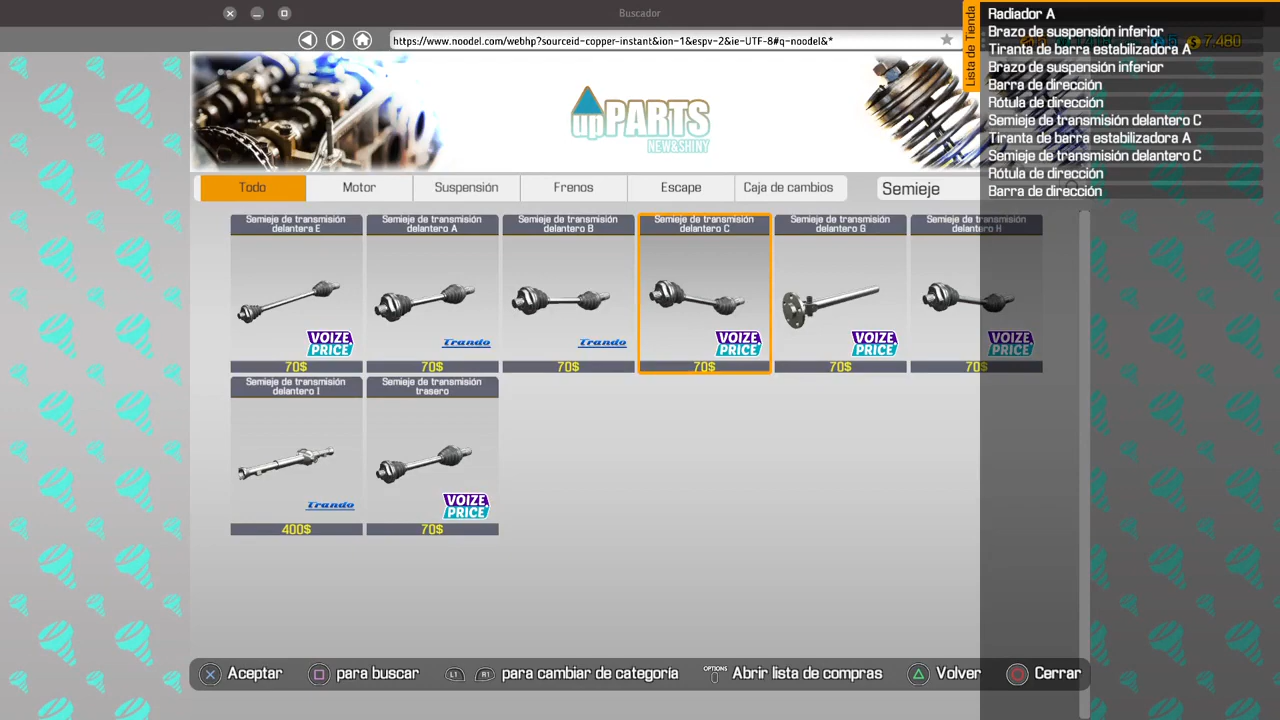 Buscador
https://www.noodel.com/webhp?sourceid-copper-instant&ion-1&espv-2&ie-UTF-8#q-noodel&*
upPARTS
NEW&SHINY
Todo
Motor
Suspensión
Frenos
Escape
Caja de cambios
Semieje
Semieje de transmisión
delantera E
VOIZE
PRICE
70$
Semieje de transmisión
delantero A
Trando
70$
Semieje de transmisión
delantero B
Trando
70$
Semieje de transmisión
delantero C
VOIZE
PRICE
70$
Semieje de transmisión
delantero G
VOIZE
PRICE
70$
Semieje de transmisión
delantero H
VOIZE
PRICE
70$
Semieje de transmisión
delantero I
Trando
400$
Semieje de transmisión
trasero
VOIZE
PRICE
70$
Lista de Tienda
Radiador A
Brazo de suspensión inferior
Tiranta de barra estabilizadora A
Brazo de suspensión inferior
Barra de dirección
Rótula de dirección
Semieje de transmisión delantero C
Tiranta de barra estabilizadora A
Semieje de transmisión delantero C
Rótula de dirección
Barra de dirección
$ 7,480
Aceptar
para buscar
L1 R1 para cambiar de categoría
OPTIONS Abrir lista de compras
Volver
Cerrar